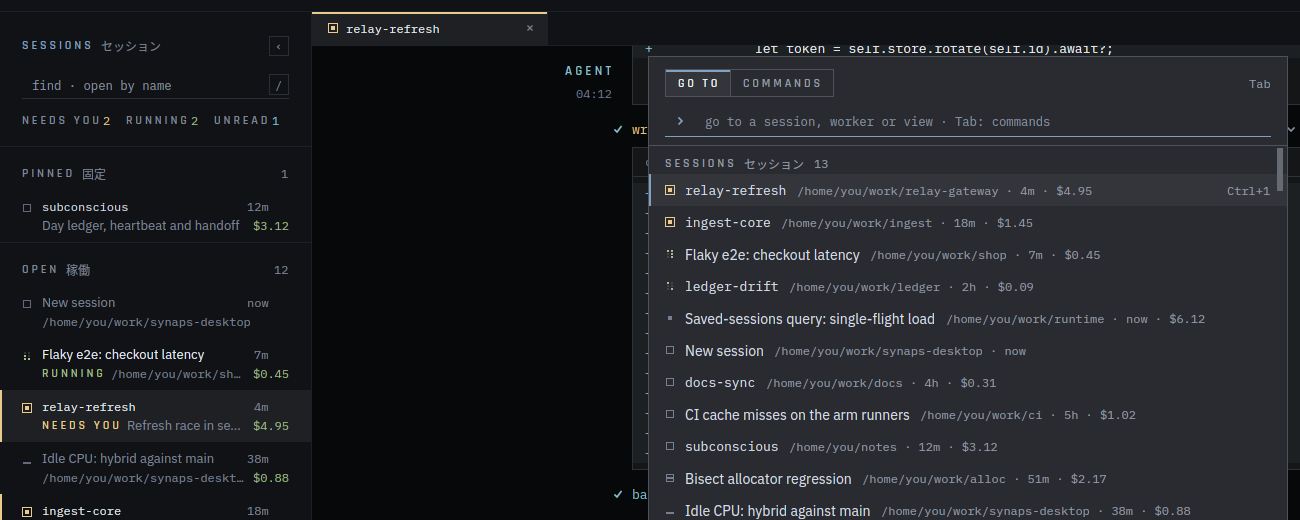 SESSIONS セッション ‹
find · open by name /
NEEDS YOU 2 RUNNING 2 UNREAD 1
PINNED 固定 1
subconscious 12m
Day ledger, heartbeat and handoff $3.12
OPEN 稼働 12
New session now
/home/you/work/synaps-desktop
Flaky e2e: checkout latency 7m
RUNNING /home/you/work/sh… $0.45
relay-refresh 4m
NEEDS YOU Refresh race in se… $4.95
Idle CPU: hybrid against main 38m
/home/you/work/synaps-deskt… $0.88
ingest-core 18m
relay-refresh ×
+ let token = self.store.rotate(self.id).await?;
AGENT
04:12
✓ wr
✓ ba
GO TO COMMANDS Tab
› go to a session, worker or view · Tab: commands
SESSIONS セッション 13
relay-refresh /home/you/work/relay-gateway · 4m · $4.95 Ctrl+1
ingest-core /home/you/work/ingest · 18m · $1.45
Flaky e2e: checkout latency /home/you/work/shop · 7m · $0.45
ledger-drift /home/you/work/ledger · 2h · $0.09
Saved-sessions query: single-flight load /home/you/work/runtime · now · $6.12
New session /home/you/work/synaps-desktop · now
docs-sync /home/you/work/docs · 4h · $0.31
CI cache misses on the arm runners /home/you/work/ci · 5h · $1.02
subconscious /home/you/notes · 12m · $3.12
Bisect allocator regression /home/you/work/alloc · 51m · $2.17
Idle CPU: hybrid against main /home/you/work/synaps-desktop · 38m · $0.88